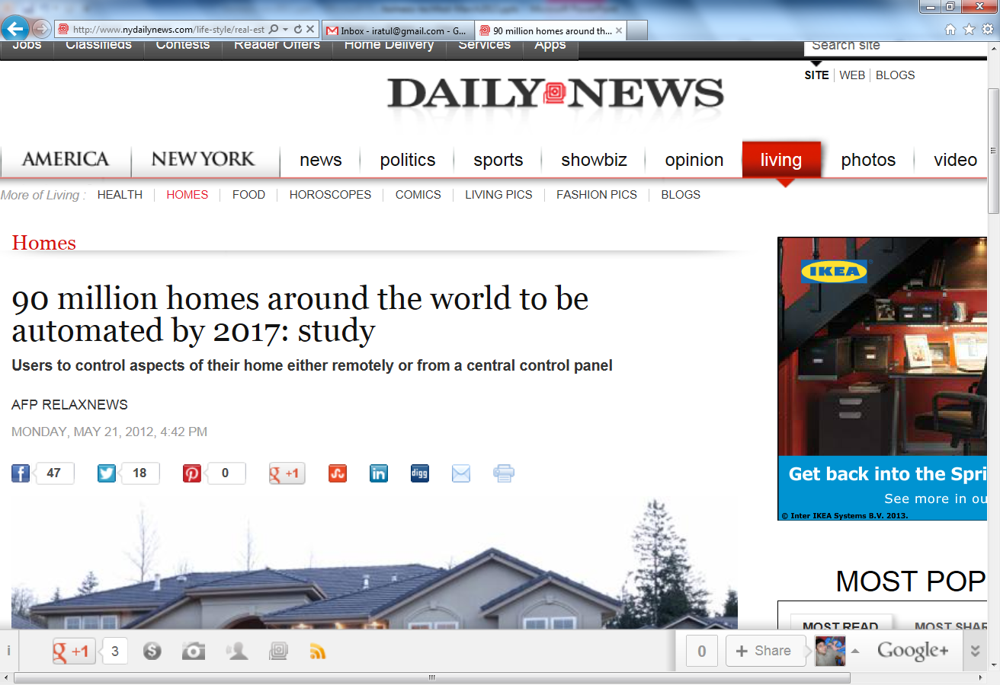 http://www.nydailynews.com/life-style/real-est
Inbox - iratul@gmail.com - G...
90 million homes around th...
Jobs Classifieds Contests Reader Offers Home Delivery Services Apps
Search site
SITE WEB BLOGS
DAILY NEWS
AMERICA NEW YORK news politics sports showbiz opinion living photos video
More of Living : HEALTH HOMES FOOD HOROSCOPES COMICS LIVING PICS FASHION PICS BLOGS
Homes
90 million homes around the world to be
automated by 2017: study
Users to control aspects of their home either remotely or from a central control panel
AFP RELAXNEWS
MONDAY, MAY 21, 2012, 4:42 PM
f 47 18 0 g +1 in digg
IKEA
Get back into the Spri
See more in ou
© Inter IKEA Systems B.V. 2013.
MOST POP
MOST READ MOST SHAR
i g +1 3 $ 0 + Share Google+